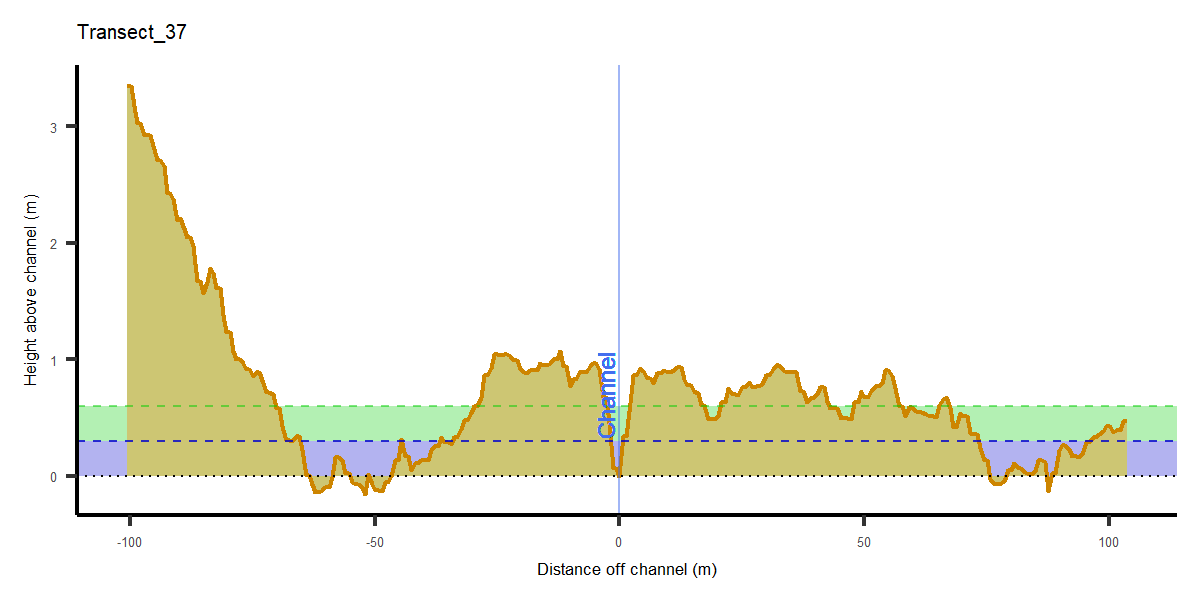 Transect_37
Height above channel (m)
3
2
1
0
Channel
-100
-50
0
50
100
Distance off channel (m)